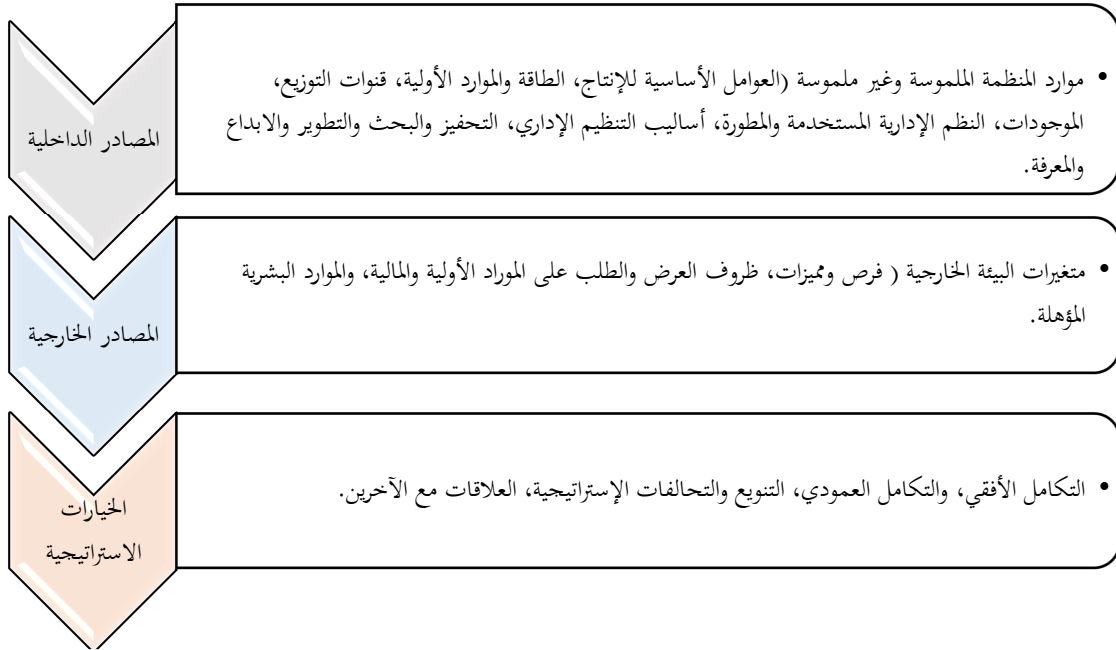 المصادر الداخلية
• موارد المنظمة الملموسة وغير ملموسة (العوامل الأساسية للإنتاج، الطاقة والموارد الأولية، قنوات التوزيع،
الموجودات، النظم الإدارية المستخدمة والمطورة، أساليب التنظيم الإداري، التحفيز والبحث والتطوير والابداع
والمعرفة.
المصادر الخارجية
• متغيرات البيئة الخارجية ( فرص ومميزات، ظروف العرض والطلب على الموراد الأولية والمالية، والموارد البشرية
المؤهلة.
الخيارات
الاستراتيجية
• التكامل الأفقي، والتكامل العمودي، التنويع والتحالفات الإستراتيجية، العلاقات مع الآخرين.